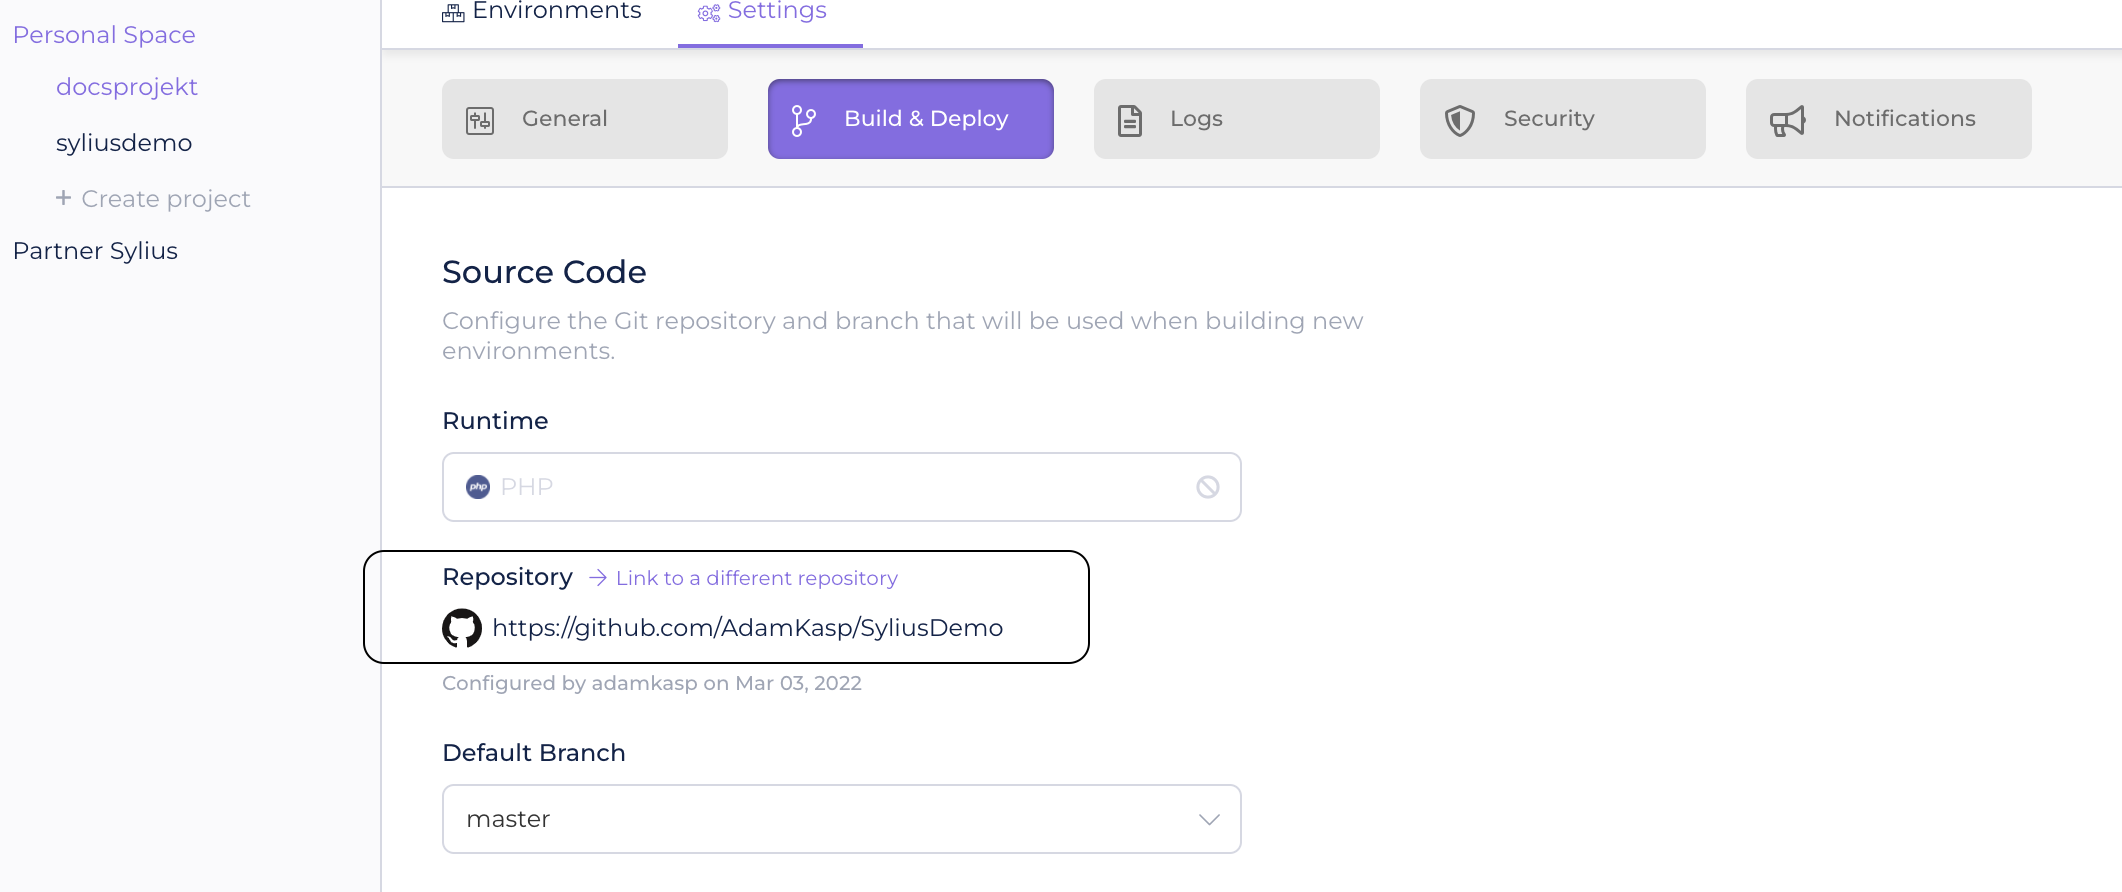 Environments
Settings
Personal Space
docsprojekt
syliusdemo
+ Create project
Partner Sylius
General
Build & Deploy
Logs
Security
Notifications
Source Code
Configure the Git repository and branch that will be used when building new
environments.
Runtime
php PHP
Repository → Link to a different repository
https://github.com/AdamKasp/SyliusDemo
Configured by adamkasp on Mar 03, 2022
Default Branch
master